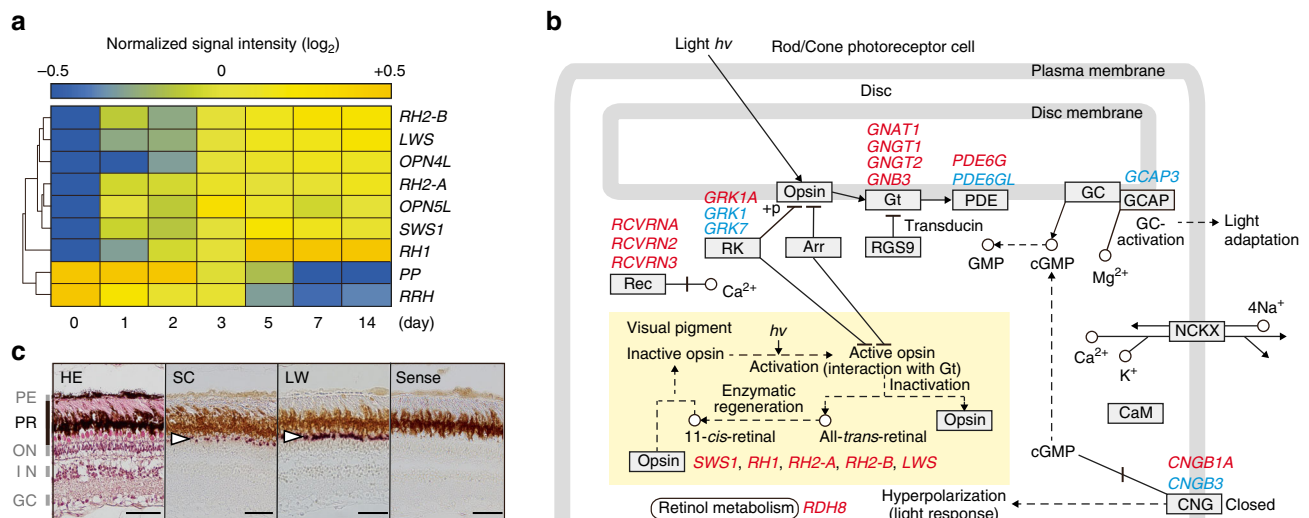 a
Normalized signal intensity (log2)
−0.5 0 +0.5
RH2-B
LWS
OPN4L
RH2-A
OPN5L
SWS1
RH1
PP
RRH
0 1 2 3 5 7 14 (day)
b
Light hv
Rod/Cone photoreceptor cell
Plasma membrane
Disc
Disc membrane
GNAT1
GNGT1
GNGT2
GNB3
PDE6G
PDE6GL
GCAP3
GRK1A
GRK1
GRK7
+p
Opsin
Gt
PDE
GC
GCAP
RCVRNA
RCVRN2
RCVRN3
RK
Arr
Transducin
RGS9
GC-
activation
Light
adaptation
GMP
cGMP
Mg2+
Rec
Ca2+
4Na+
NCKX
Ca2+
K+
CaM
Visual pigment
hv
Inactive opsin
Active opsin
Activation
(interaction with Gt)
Inactivation
Enzymatic
regeneration
Opsin
11-cis-retinal
All-trans-retinal
Opsin
SWS1, RH1, RH2-A, RH2-B, LWS
cGMP
CNGB1A
CNGB3
CNG
Closed
Retinol metabolism
RDH8
Hyperpolarization
(light response)
c
HE
SC
LW
Sense
PE
PR
ON
IN
GC